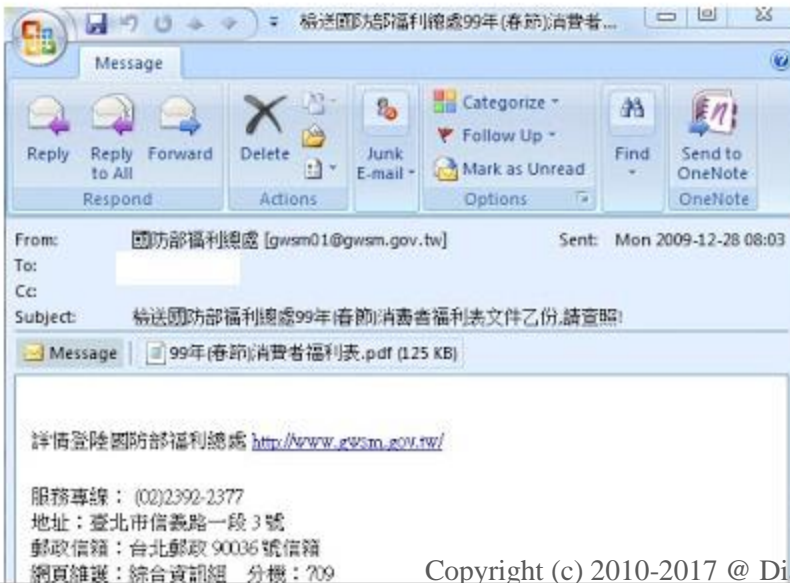 檢送國防部福利總處99年(春節)消費者...
Message
Reply
Reply to All
Forward
Delete
Junk E-mail
Categorize
Follow Up
Mark as Unread
Find
Send to OneNote
Respond
Actions
Options
OneNote
From: 國防部福利總處 [gwsm01@gwsm.gov.tw] Sent: Mon 2009-12-28 08:03
To:
Cc:
Subject: 檢送國防部福利總處99年(春節)消費者福利表文件乙份,請查照!
Message 99年(春節)消費者福利表.pdf (125 KB)
詳情登陸國防部福利總處 http://www.gwsm.gov.tw/
服務專線： (02)2392-2377
地址：臺北市信義路一段 3 號
郵政信箱：台北郵政 90036 號信箱
網頁維護：綜合資訊組 分機：709
Copyright (c) 2010-2017 @ Di